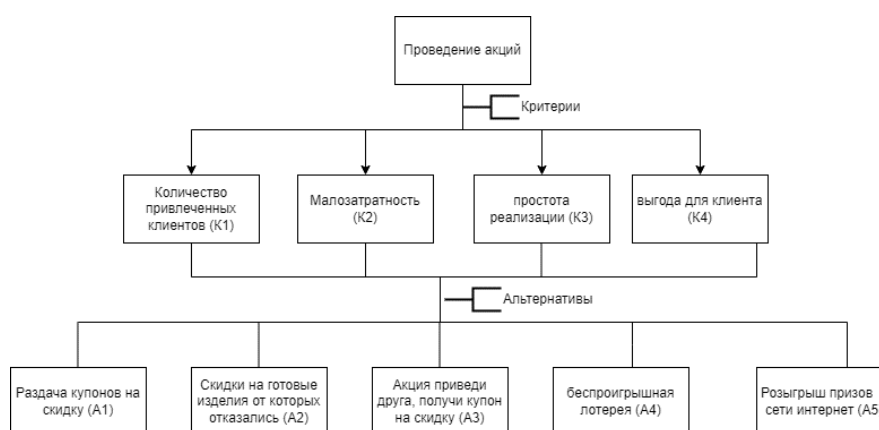 Проведение акций
Критерии
Количество
привлеченных
клиентов (К1)
Малозатратность
(К2)
простота
реализации (К3)
выгода для клиента
(К4)
Альтернативы
Раздача купонов на
скидку (А1)
Скидки на готовые
изделия от которых
отказались (А2)
Акция приведи
друга, получи купон
на скидку (А3)
беспроигрышная
лотерея (А4)
Розыгрыш призов
сети интернет (А5